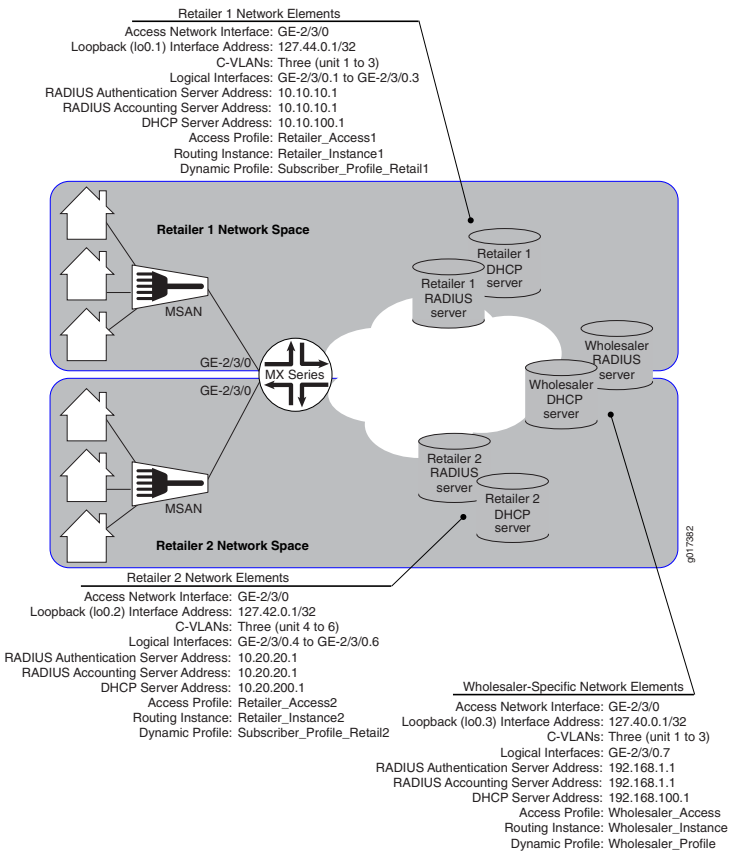 Retailer 1 Network Elements
Access Network Interface: GE-2/3/0
Loopback (lo0.1) Interface Address: 127.44.0.1/32
C-VLANs: Three (unit 1 to 3)
Logical Interfaces: GE-2/3/0.1 to GE-2/3/0.3
RADIUS Authentication Server Address: 10.10.10.1
RADIUS Accounting Server Address: 10.10.10.1
DHCP Server Address: 10.10.100.1
Access Profile: Retailer_Access1
Routing Instance: Retailer_Instance1
Dynamic Profile: Subscriber_Profile_Retail1
Retailer 1 Network Space
MSAN
GE-2/3/0
Retailer 1
DHCP
server
Retailer 1
RADIUS
server
MX Series
Wholesaler
RADIUS
server
Wholesaler
DHCP
server
GE-2/3/0
MSAN
Retailer 2
RADIUS
server
Retailer 2
DHCP
server
Retailer 2 Network Space
g017382
Retailer 2 Network Elements
Access Network Interface: GE-2/3/0
Loopback (lo0.2) Interface Address: 127.42.0.1/32
C-VLANs: Three (unit 4 to 6)
Logical Interfaces: GE-2/3/0.4 to GE-2/3/0.6
RADIUS Authentication Server Address: 10.20.20.1
RADIUS Accounting Server Address: 10.20.20.1
DHCP Server Address: 10.20.200.1
Access Profile: Retailer_Access2
Routing Instance: Retailer_Instance2
Dynamic Profile: Subscriber_Profile_Retail2
Wholesaler-Specific Network Elements
Access Network Interface: GE-2/3/0
Loopback (lo0.3) Interface Address: 127.40.0.1/32
C-VLANs: Three (unit 1 to 3)
Logical Interfaces: GE-2/3/0.7
RADIUS Authentication Server Address: 192.168.1.1
RADIUS Accounting Server Address: 192.168.1.1
DHCP Server Address: 192.168.100.1
Access Profile: Wholesaler_Access
Routing Instance: Wholesaler_Instance
Dynamic Profile: Wholesaler_Profile